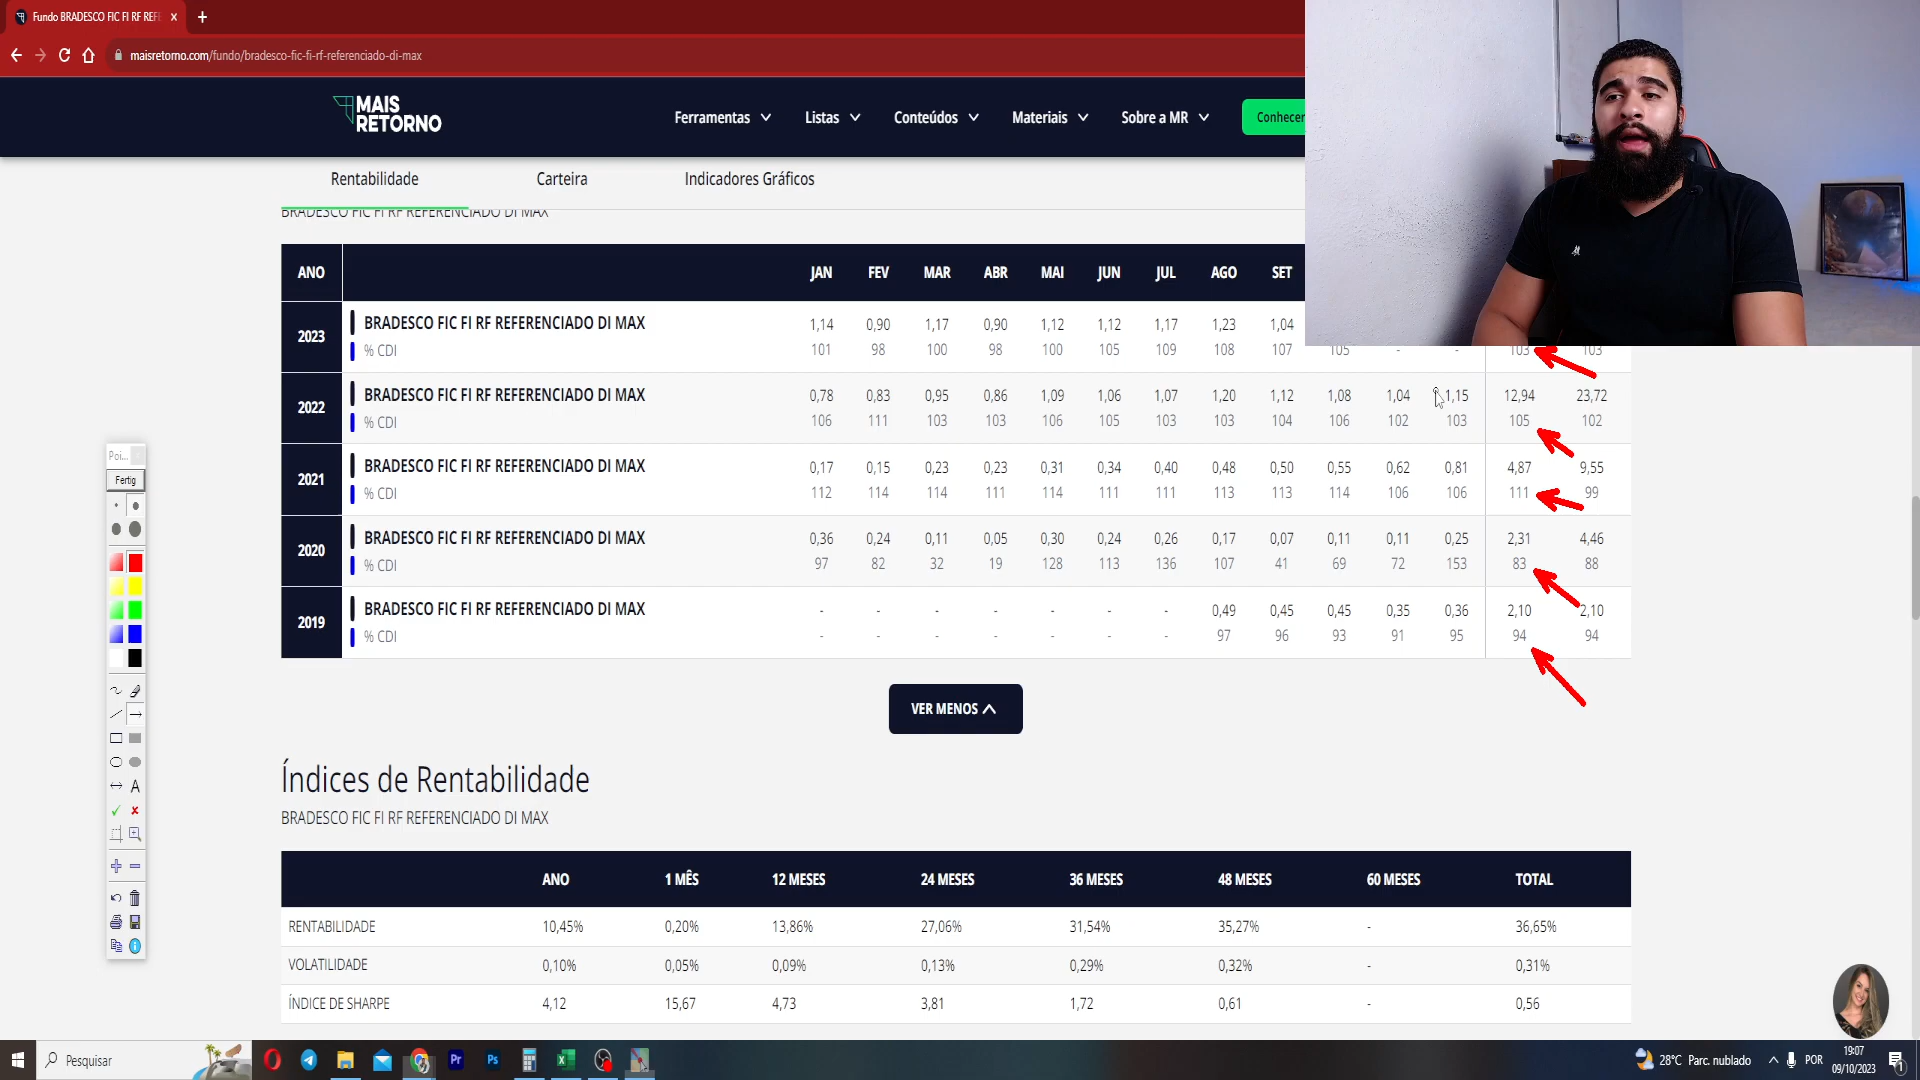 Fundo BRADESCO FIC FI RF REF
maisretorno.com/fundo/bradesco-fic-fi-rf-referenciado-di-max
MAIS RETORNO
Ferramentas Listas Conteúdos Materiais Sobre a MR Conhecer
Rentabilidade Carteira Indicadores Gráficos
BRADESCO FIC FI RF REFERENCIADO DI MAX
ANO JAN FEV MAR ABR MAI JUN JUL AGO SET
2023 BRADESCO FIC FI RF REFERENCIADO DI MAX 1,14 0,90 1,17 0,90 1,12 1,12 1,17 1,23 1,04
% CDI 101 98 100 98 100 105 109 108 107 105 - - 103 103
2022 BRADESCO FIC FI RF REFERENCIADO DI MAX 0,78 0,83 0,95 0,86 1,09 1,06 1,07 1,20 1,12 1,08 1,04 1,15 12,94 23,72
% CDI 106 111 103 103 106 105 103 103 104 106 102 103 105 102
2021 BRADESCO FIC FI RF REFERENCIADO DI MAX 0,17 0,15 0,23 0,23 0,31 0,34 0,40 0,48 0,50 0,55 0,62 0,81 4,87 9,55
% CDI 112 114 114 111 114 111 111 113 113 114 106 106 111 99
2020 BRADESCO FIC FI RF REFERENCIADO DI MAX 0,36 0,24 0,11 0,05 0,30 0,24 0,26 0,17 0,07 0,11 0,11 0,25 2,31 4,46
% CDI 97 82 32 19 128 113 136 107 41 69 72 153 83 88
2019 BRADESCO FIC FI RF REFERENCIADO DI MAX - - - - - - - 0,49 0,45 0,45 0,35 0,36 2,10 2,10
% CDI - - - - - - - 97 96 93 91 95 94 94
VER MENOS
Poi...
Fertig
A
Índices de Rentabilidade
BRADESCO FIC FI RF REFERENCIADO DI MAX
ANO 1 MÊS 12 MESES 24 MESES 36 MESES 48 MESES 60 MESES TOTAL
RENTABILIDADE 10,45% 0,20% 13,86% 27,06% 31,54% 35,27% - 36,65%
VOLATILIDADE 0,10% 0,05% 0,09% 0,13% 0,29% 0,32% - 0,31%
ÍNDICE DE SHARPE 4,12 15,67 4,73 3,81 1,72 0,61 - 0,56
Pesquisar
Pr Ps
28°C Parc. nublado
POR
19:07
09/10/2023
1